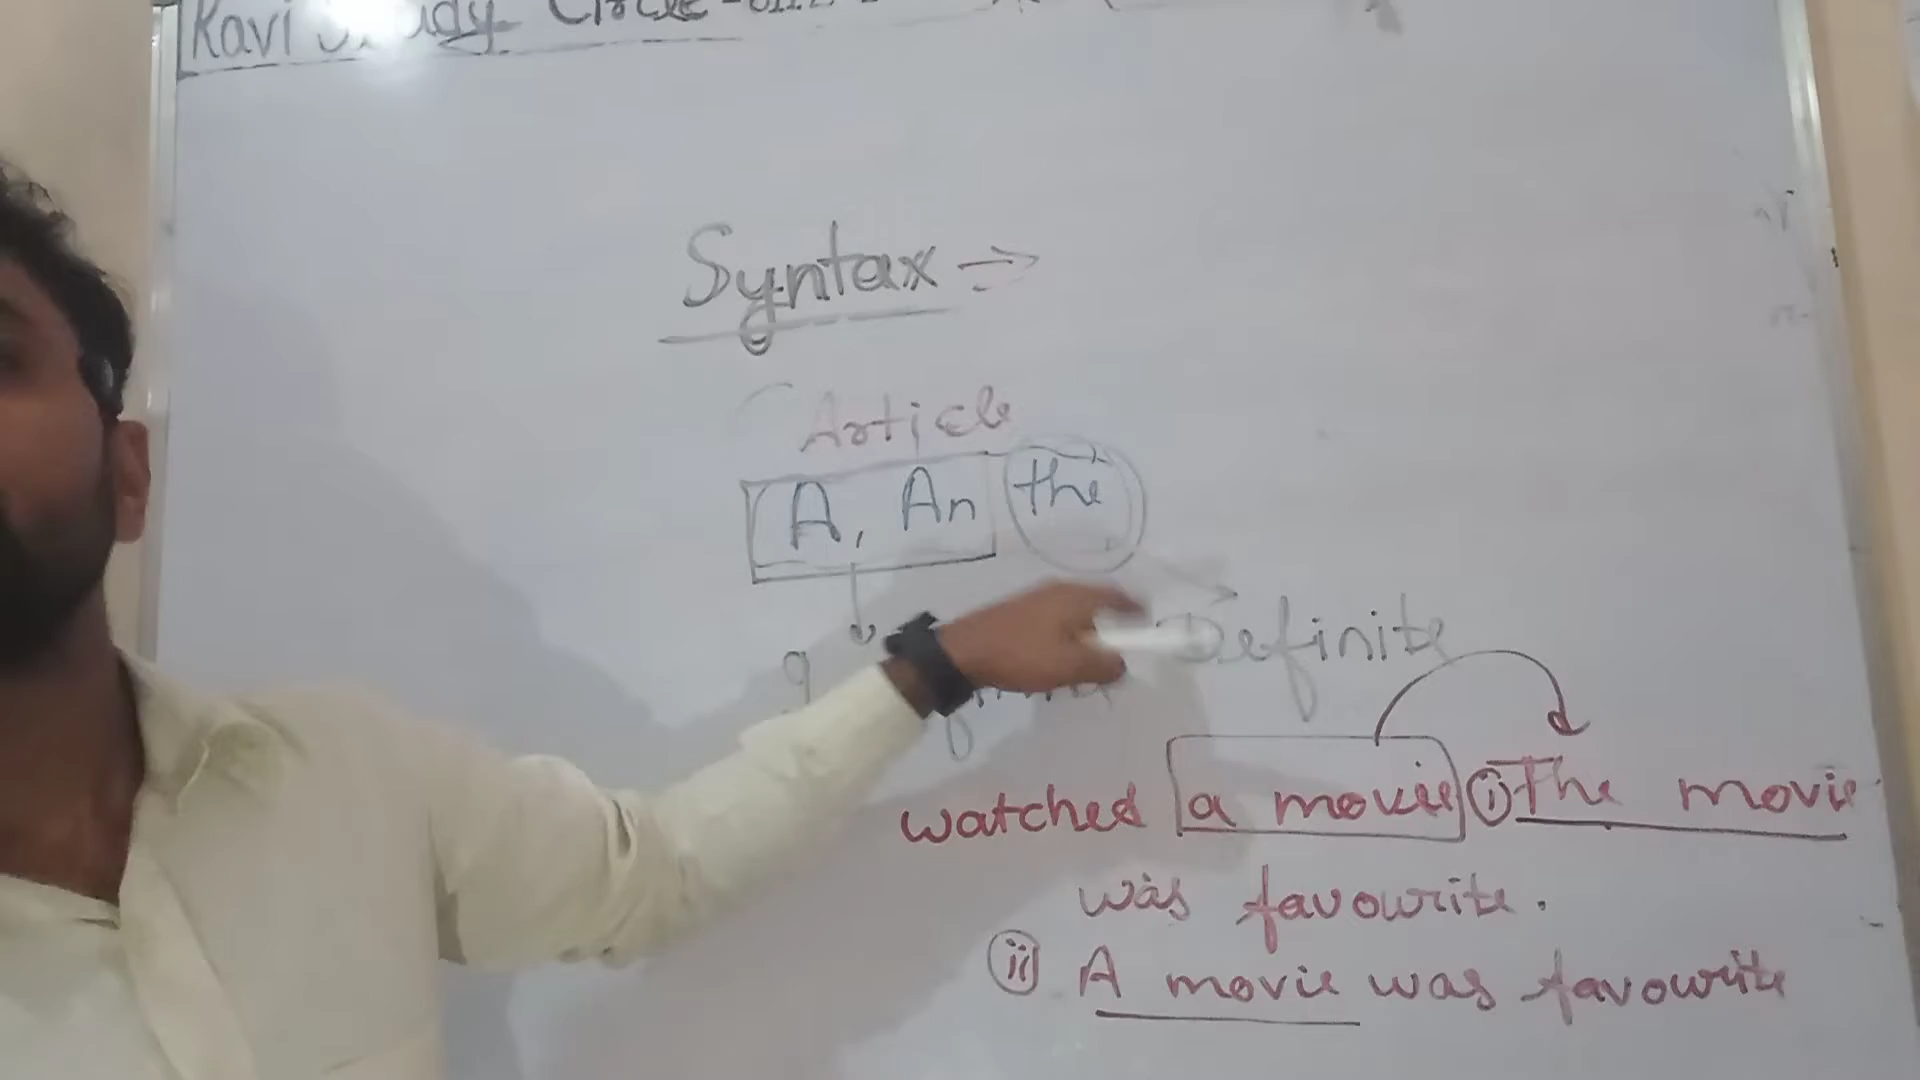 Ravi Study Circle
Syntax ⇒
Article
A, An the
Definite
watched a movie (i) The movie
was favourite.
(ii) A movie was favourite